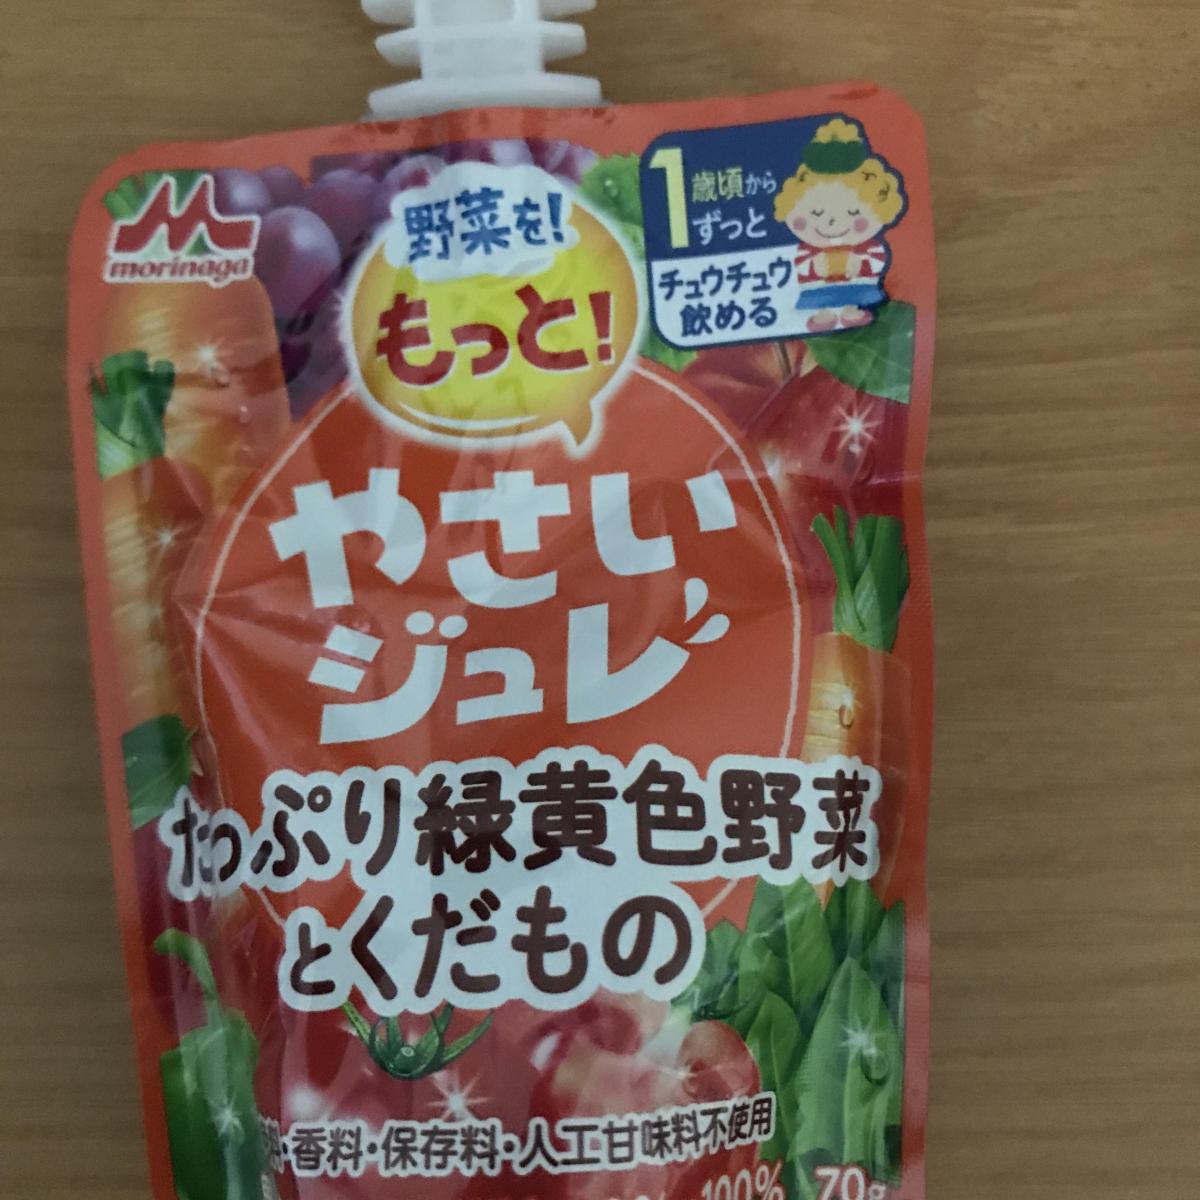 morinaga
野菜を!
もっと!
1歳頃から
ずっと
チュウチュウ
飲める
やさい
ジュレ
たっぷり緑黄色野菜
とくだもの
料・香料・保存料・人工甘味料不使用
100%
70g